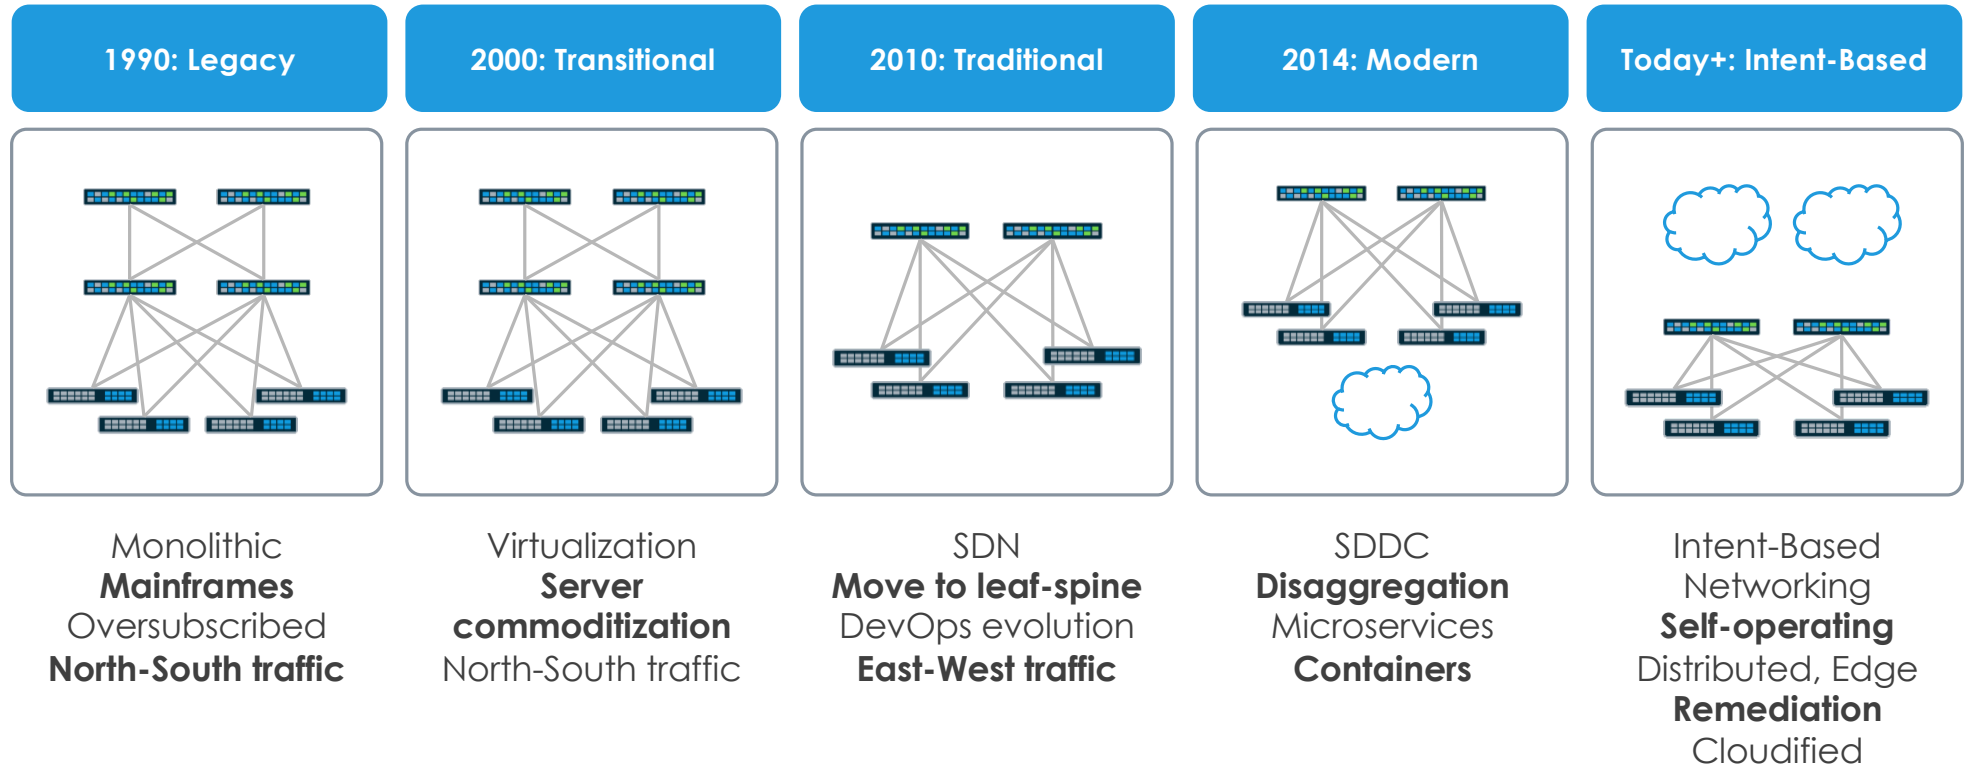 1990: Legacy
2000: Transitional
2010: Traditional
2014: Modern
Today+: Intent-Based
Monolithic
Mainframes
Oversubscribed
North-South traffic
Virtualization
Server
commoditization
North-South traffic
SDN
Move to leaf-spine
DevOps evolution
East-West traffic
SDDC
Disaggregation
Microservices
Containers
Intent-Based
Networking
Self-operating
Distributed, Edge
Remediation
Cloudified